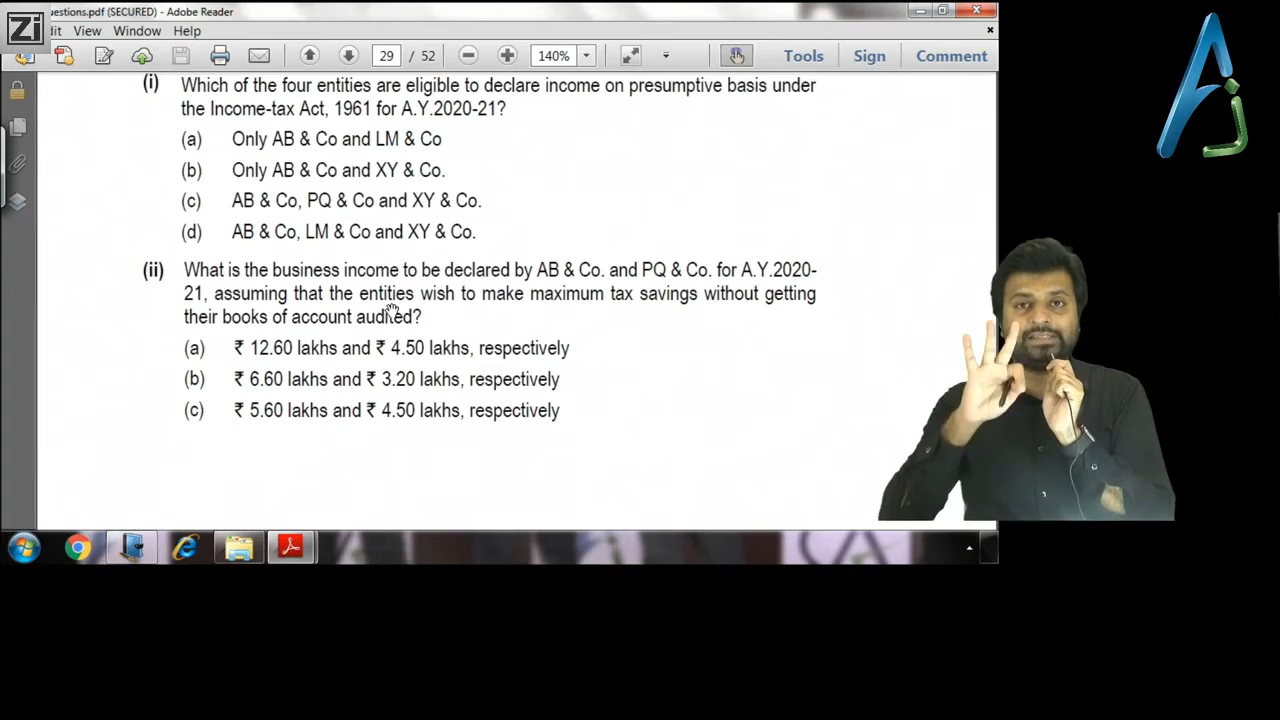 Zi
uestions.pdf (SECURED) - Adobe Reader
dit View Window Help
29 / 52
140%
Tools Sign Comment
(i) Which of the four entities are eligible to declare income on presumptive basis under
the Income-tax Act, 1961 for A.Y.2020-21?
(a) Only AB & Co and LM & Co
(b) Only AB & Co and XY & Co.
(c) AB & Co, PQ & Co and XY & Co.
(d) AB & Co, LM & Co and XY & Co.
(ii) What is the business income to be declared by AB & Co. and PQ & Co. for A.Y.2020-
21, assuming that the entities wish to make maximum tax savings without getting
their books of account audited?
(a) ₹ 12.60 lakhs and ₹ 4.50 lakhs, respectively
(b) ₹ 6.60 lakhs and ₹ 3.20 lakhs, respectively
(c) ₹ 5.60 lakhs and ₹ 4.50 lakhs, respectively